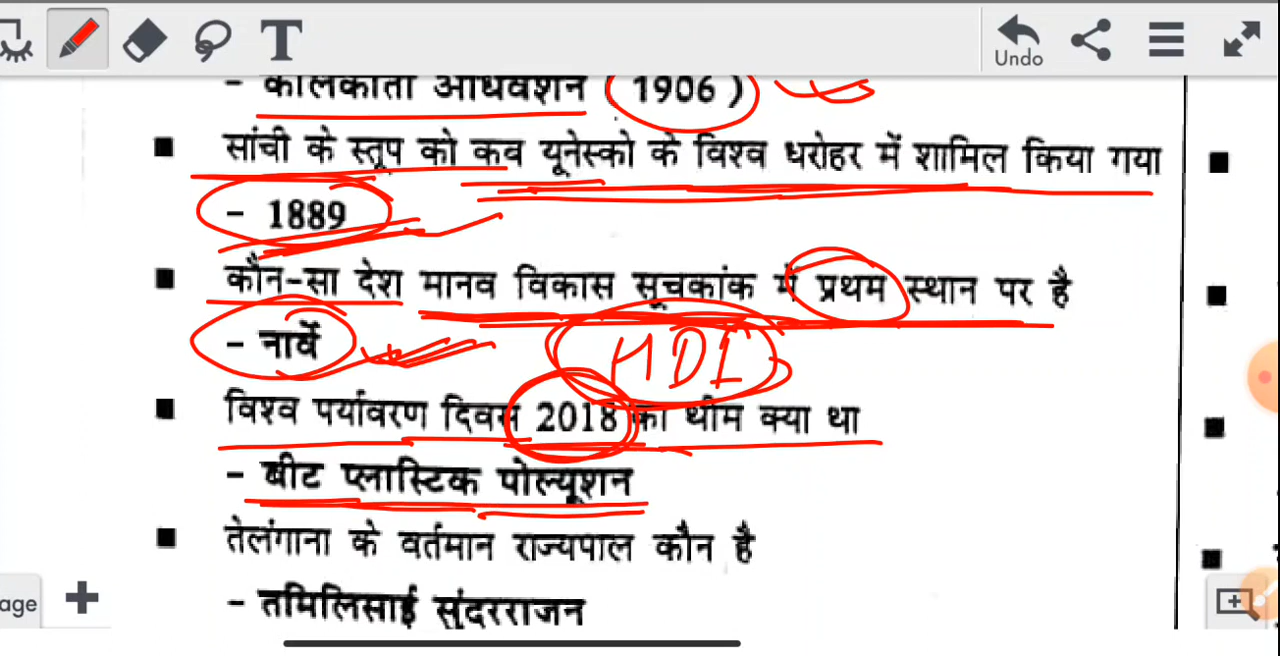 T
Undo
- कलिकाता अधिवेशन ( 1906 )
■ सांची के स्तूप को कब यूनेस्को के विश्व धरोहर में शामिल किया गया
- 1889
■ कौन-सा देश मानव विकास सूचकांक में प्रथम स्थान पर है
- नार्वे
HDI
■ विश्व पर्यावरण दिवस 2018 का थीम क्या था
- बीट प्लास्टिक पोल्यूशन
■ तेलंगाना के वर्तमान राज्यपाल कौन है
- तमिलिसाई सुंदरराजन
age